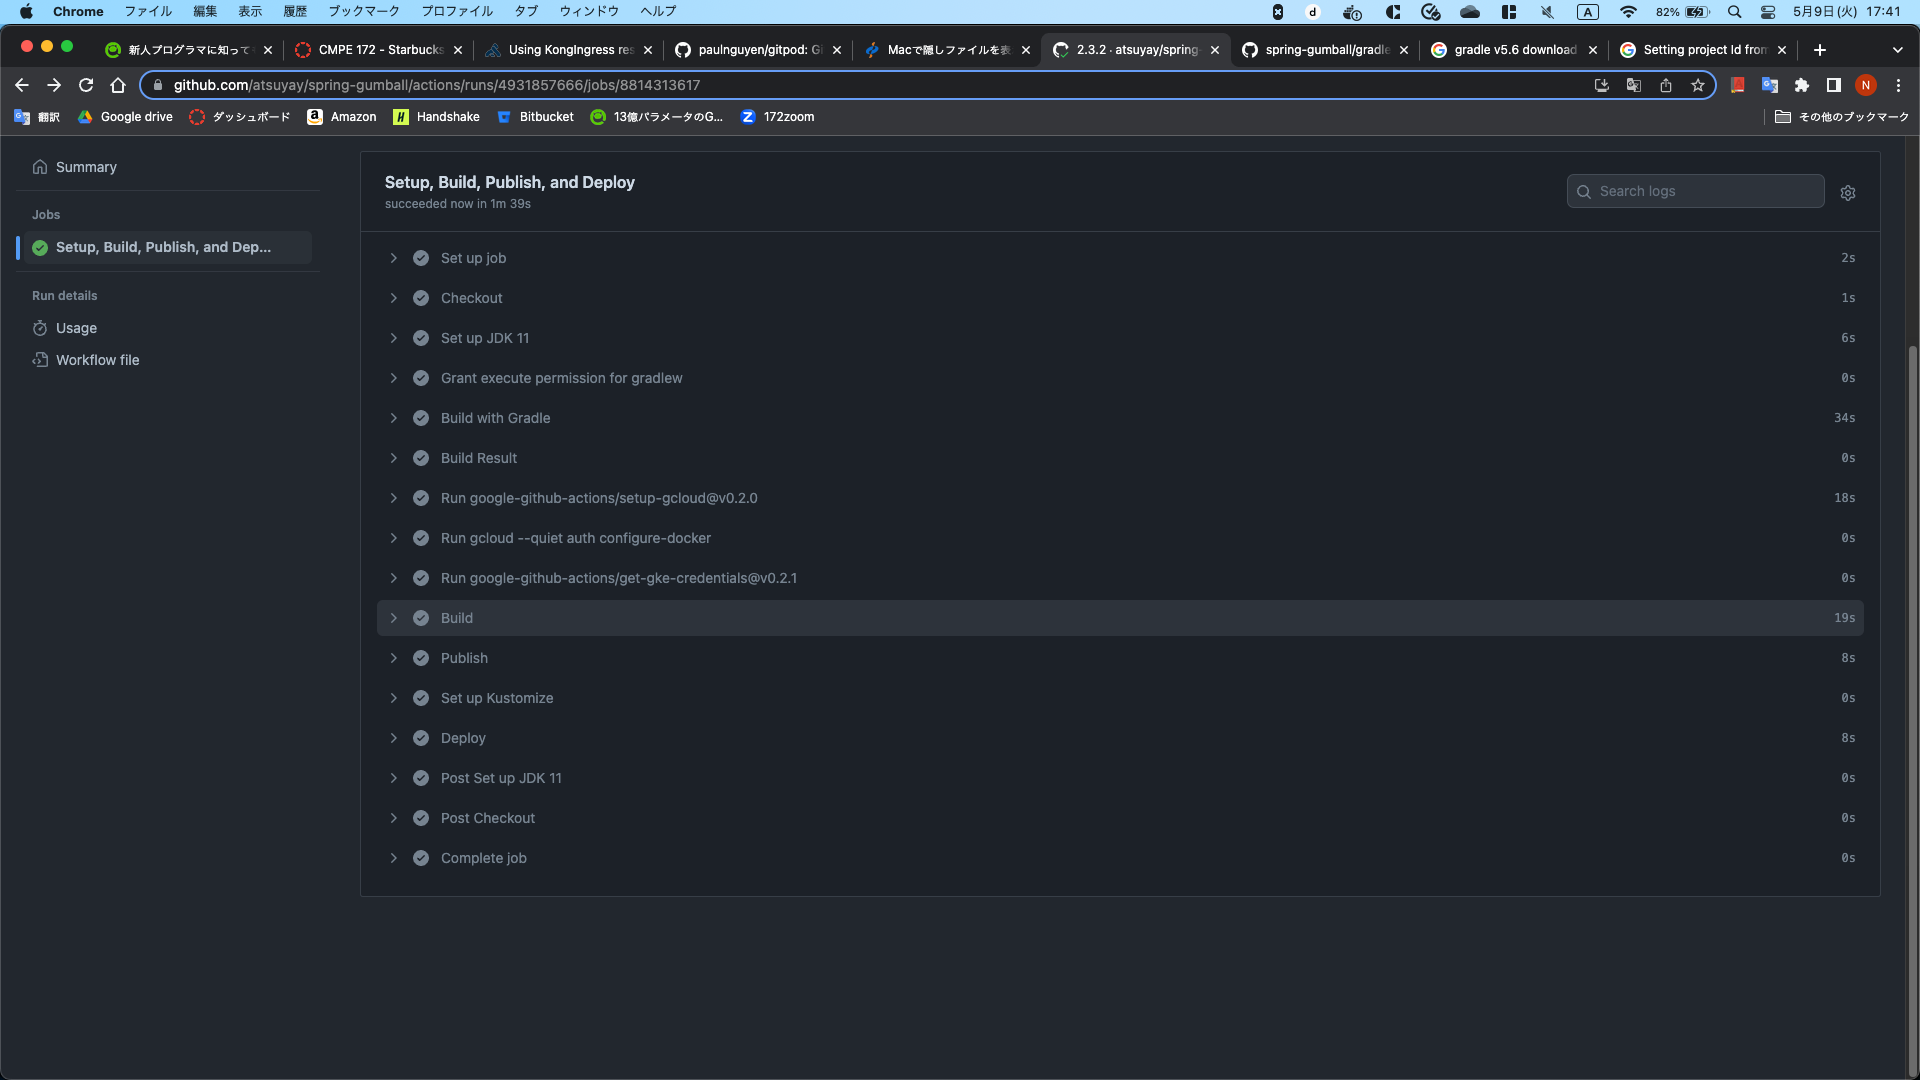 Chrome ファイル 編集 表示 履歴 ブックマーク プロファイル タブ ウィンドウ ヘルプ A 82% 5月9日(火) 17:41
新人プログラマに知って CMPE 172 - Starbucks Using KongIngress res paulnguyen/gitpod: Gi Macで隠しファイルを表 2.3.2 · atsuyay/spring- spring-gumball/gradle gradle v5.6 download Setting project Id from
github.com/atsuyay/spring-gumball/actions/runs/4931857666/jobs/8814313617 N
翻訳 Google drive ダッシュボード Amazon Handshake Bitbucket 13億パラメータのG... 172zoom その他のブックマーク
Summary
Jobs
Setup, Build, Publish, and Dep...
Run details
Usage
Workflow file
Setup, Build, Publish, and Deploy
succeeded now in 1m 39s
Search logs
Set up job 2s
Checkout 1s
Set up JDK 11 6s
Grant execute permission for gradlew 0s
Build with Gradle 34s
Build Result 0s
Run google-github-actions/setup-gcloud@v0.2.0 18s
Run gcloud --quiet auth configure-docker 0s
Run google-github-actions/get-gke-credentials@v0.2.1 0s
Build 19s
Publish 8s
Set up Kustomize 0s
Deploy 8s
Post Set up JDK 11 0s
Post Checkout 0s
Complete job 0s